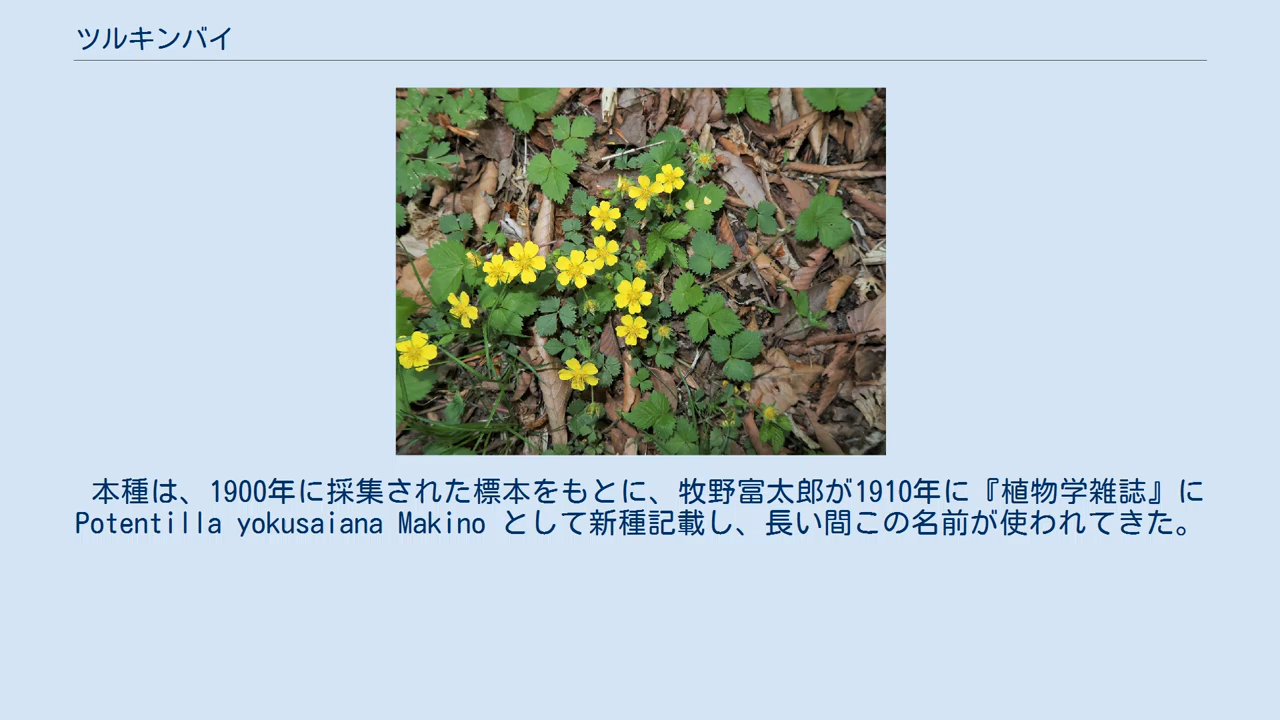 ツルキンバイ
本種は、1900年に採集された標本をもとに、牧野富太郎が1910年に『植物学雑誌』に
Potentilla yokusaiana Makino として新種記載し、長い間この名前が使われてきた。